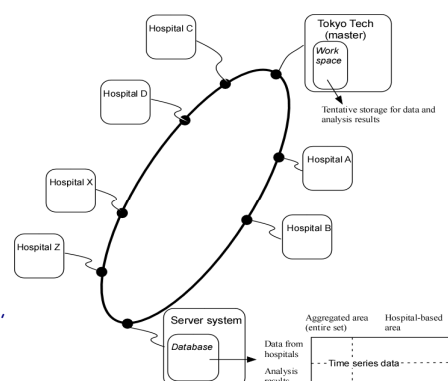 Hospital C
Tokyo Tech
(master)
Work
space
Tentative storage for data and
analysis results
Hospital D
Hospital A
Hospital X
Hospital B
Hospital Z
Server system
Database
Aggregated area
(entire set)
Hospital-based
area
Data from
hospitals
Analysis
results
Time series data